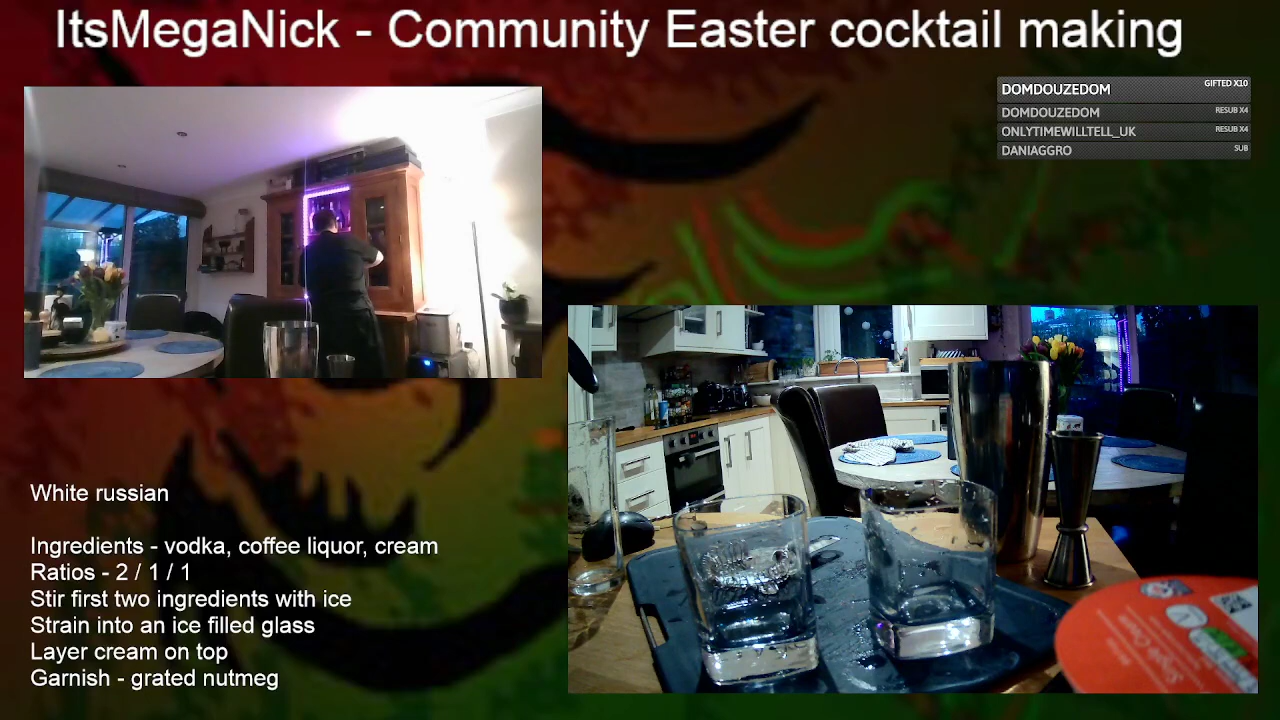 ItsMegaNick - Community Easter cocktail making
DOMDOUZEDOM GIFTED X10
DOMDOUZEDOM RESUB X4
ONLYTIMEWILLTELL_UK RESUB X4
DANIAGGRO SUB
White russian
Ingredients - vodka, coffee liquor, cream
Ratios - 2 / 1 / 1
Stir first two ingredients with ice
Strain into an ice filled glass
Layer cream on top
Garnish - grated nutmeg
Single Cream